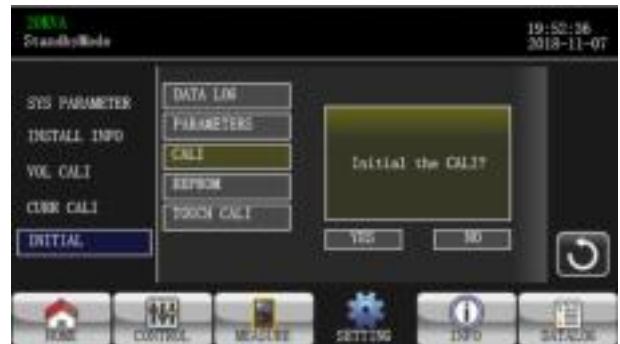 20KVA
StandbyMode
19:52:36
2018-11-07
SYS PARAMETER
INSTALL INFO
VOL CALI
CURR CALI
INITIAL
DATA LOG
PARAMETERS
CALI
EEPROM
TOUCH CALI
Initial the CALI?
YES
NO
HOME
CONTROL
MEASURE
SETTING
INFO
DATALOG